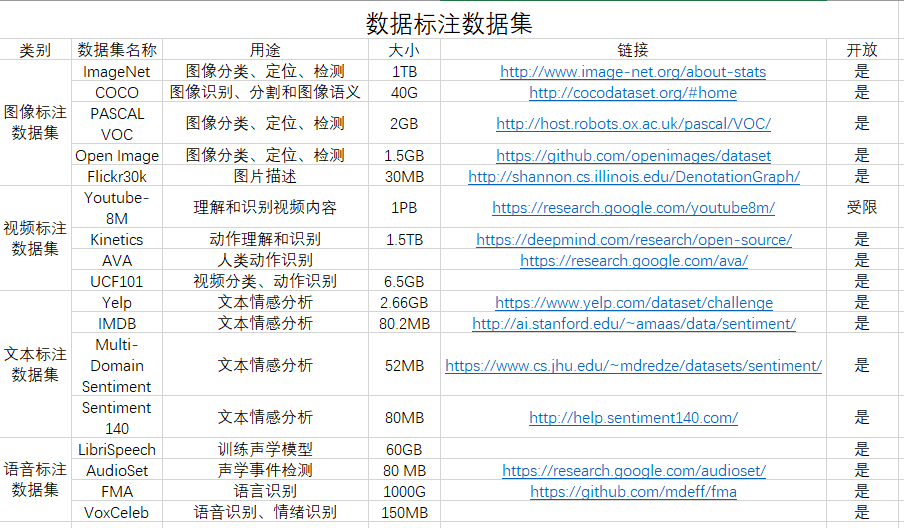 数据标注数据集
类别 数据集名称 用途 大小 链接 开放
图像标注
数据集
ImageNet 图像分类、定位、检测 1TB http://www.image-net.org/about-stats 是
COCO 图像识别、分割和图像语义 40G http://cocodataset.org/#home 是
PASCAL
VOC 图像分类、定位、检测 2GB http://host.robots.ox.ac.uk/pascal/VOC/ 是
Open Image 图像分类、定位、检测 1.5GB https://github.com/openimages/dataset 是
Flickr30k 图片描述 30MB http://shannon.cs.illinois.edu/DenotationGraph/ 是
视频标注
数据集
Youtube-
8M 理解和识别视频内容 1PB https://research.google.com/youtube8m/ 受限
Kinetics 动作理解和识别 1.5TB https://deepmind.com/research/open-source/ 是
AVA 人类动作识别 https://research.google.com/ava/ 是
UCF101 视频分类、动作识别 6.5GB 是
文本标注
数据集
Yelp 文本情感分析 2.66GB https://www.yelp.com/dataset/challenge 是
IMDB 文本情感分析 80.2MB http://ai.stanford.edu/~amaas/data/sentiment/ 是
Multi-
Domain
Sentiment 文本情感分析 52MB https://www.cs.jhu.edu/~mdredze/datasets/sentiment/ 是
Sentiment
140 文本情感分析 80MB http://help.sentiment140.com/ 是
语音标注
数据集
LibriSpeech 训练声学模型 60GB 是
AudioSet 声学事件检测 80 MB https://research.google.com/audioset/ 是
FMA 语言识别 1000G https://github.com/mdeff/fma 是
VoxCeleb 语音识别、情绪识别 150MB 是